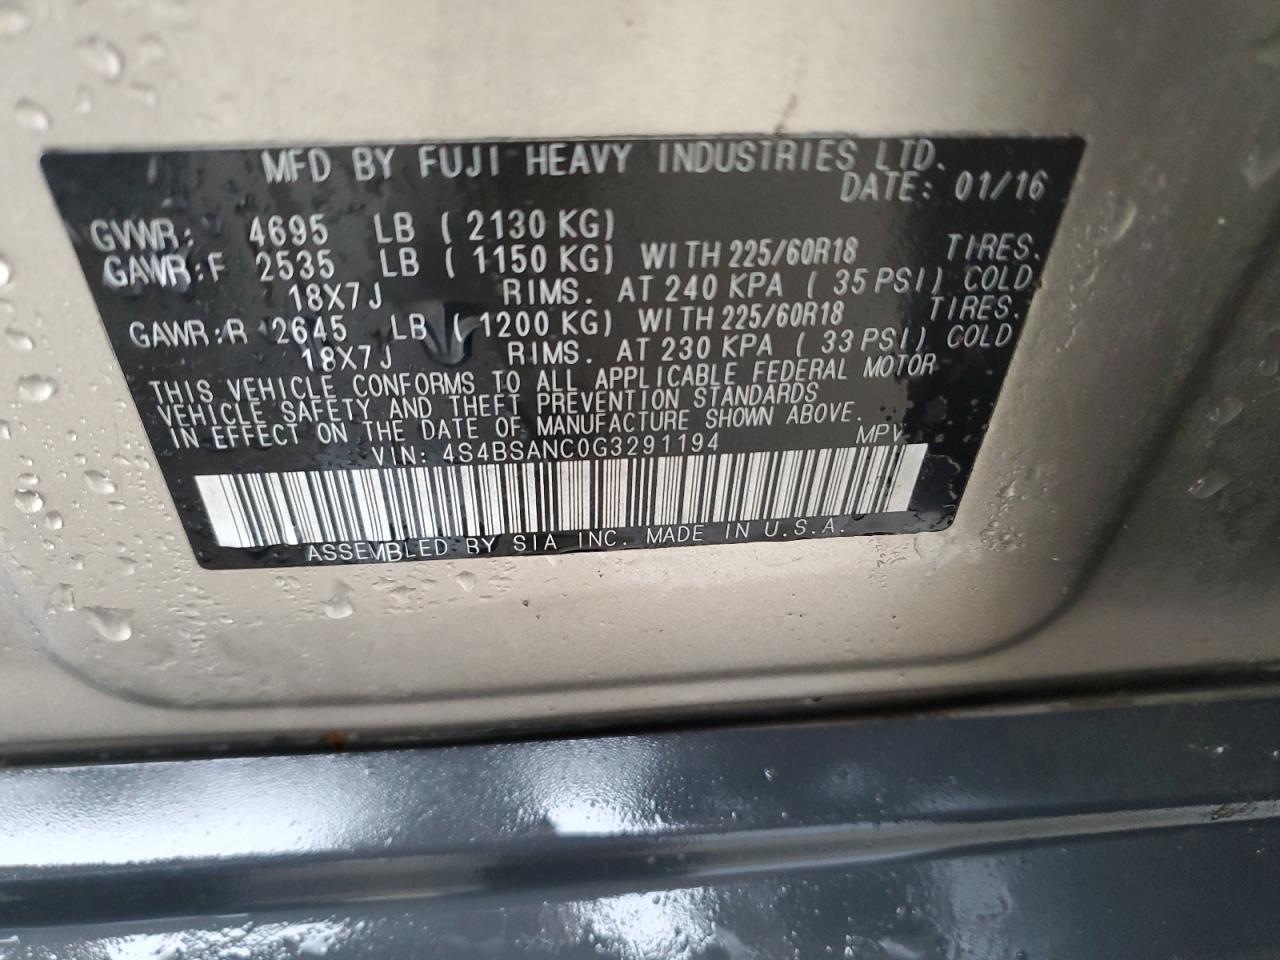 MFD BY FUJI HEAVY INDUSTRIES LTD.
DATE: 01/16
GVWR: 4695 LB ( 2130 KG)
GAWR:F 2535 LB ( 1150 KG) WITH 225/60R18 TIRES.
18X7J RIMS. AT 240 KPA ( 35 PSI) COLD
GAWR:R 2645 LB ( 1200 KG) WITH 225/60R18 TIRES.
18X7J RIMS. AT 230 KPA ( 33 PSI) COLD
THIS VEHICLE CONFORMS TO ALL APPLICABLE FEDERAL MOTOR
VEHICLE SAFETY AND THEFT PREVENTION STANDARDS
IN EFFECT ON THE DATE OF MANUFACTURE SHOWN ABOVE.
VIN: 4S4BSANC0G3291194 MPV
ASSEMBLED BY SIA INC. MADE IN U.S.A.